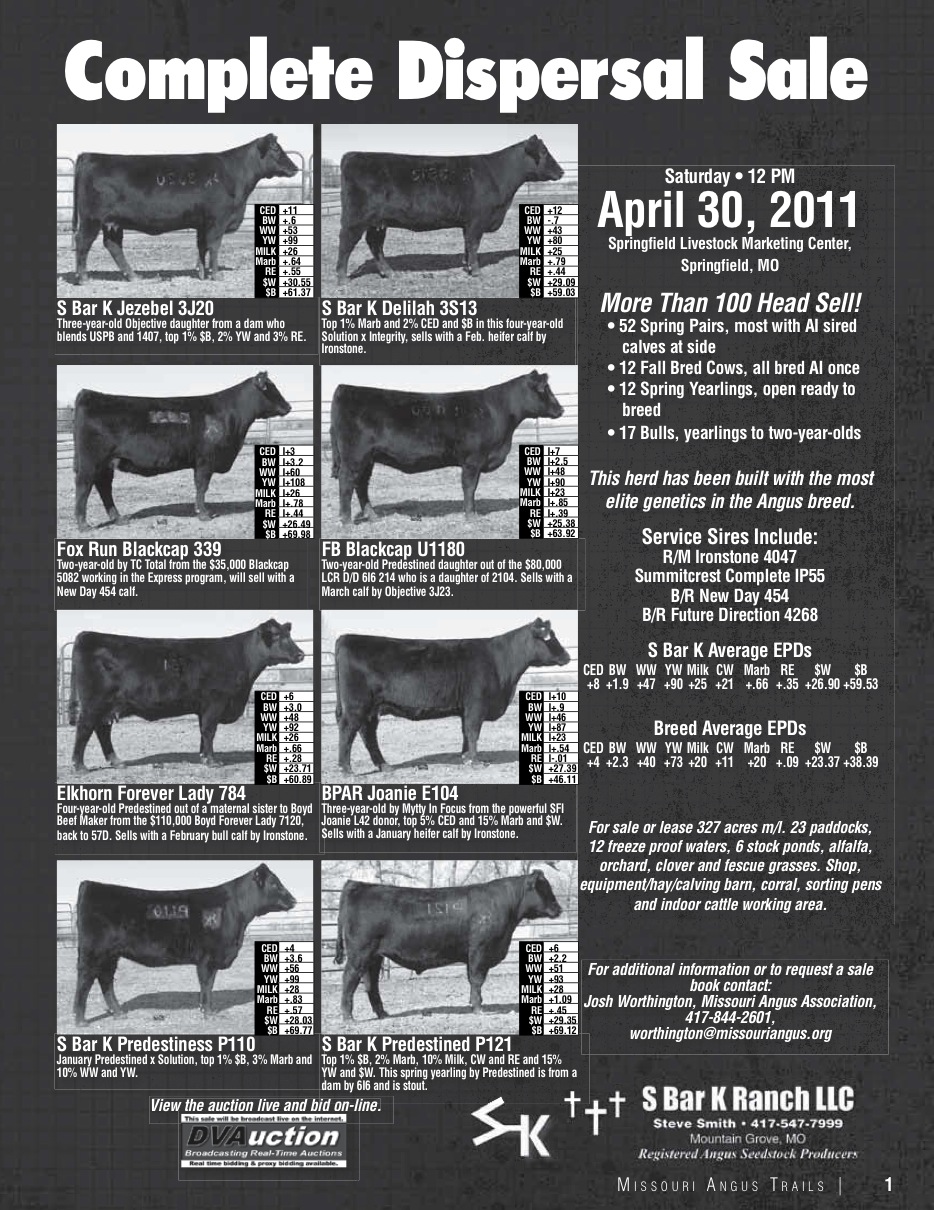 Complete Dispersal Sale
CED +11
BW +.6
WW +53
YW +99
MILK +26
Marb +.64
RE +.55
$W +30.55
$B +61.37
S Bar K Jezebel 3J20
Three-year-old Objective daughter from a dam who
blends USPB and 1407, top 1% $B, 2% YW and 3% RE.
CED +12
BW -.7
WW +43
YW +80
MILK +25
Marb +.79
RE +.44
$W +29.09
$B +59.03
S Bar K Delilah 3S13
Top 1% Marb and 2% CED and $B in this four-year-old
Solution x Integrity, sells with a Feb. heifer calf by
Ironstone.
CED I+3
BW I+3.2
WW I+60
YW I+108
MILK I+26
Marb I+.78
RE I+.44
$W +26.49
$B +69.98
Fox Run Blackcap 339
Two-year-old by TC Total from the $35,000 Blackcap
5082 working in the Express program, will sell with a
New Day 454 calf.
CED I+7
BW I+2.5
WW I+48
YW I+90
MILK I+23
Marb I+.85
RE I+.39
$W +25.38
$B +63.92
FB Blackcap U1180
Two-year-old Predestined daughter out of the $80,000
LCR D/D 6I6 214 who is a daughter of 2104. Sells with a
March calf by Objective 3J23.
CED +6
BW +3.0
WW +48
YW +92
MILK +26
Marb +.66
RE +.28
$W +23.71
$B +60.89
Elkhorn Forever Lady 784
Four-year-old Predestined out of a maternal sister to Boyd
Beef Maker from the $110,000 Boyd Forever Lady 7120,
back to 57D. Sells with a February bull calf by Ironstone.
CED I+10
BW I+.9
WW I+46
YW I+87
MILK I+23
Marb I+.54
RE I-.01
$W +27.39
$B +46.11
BPAR Joanie E104
Three-year-old by Mytty In Focus from the powerful SFI
Joanie L42 donor, top 5% CED and 15% Marb and $W.
Sells with a January heifer calf by Ironstone.
P110
CED +4
BW +3.6
WW +56
YW +99
MILK +28
Marb +.83
RE +.57
$W +28.03
$B +69.77
S Bar K Predestiness P110
January Predestined x Solution, top 1% $B, 3% Marb and
10% WW and YW.
P121
CED +6
BW +2.2
WW +51
YW +93
MILK +28
Marb +1.09
RE +.45
$W +29.35
$B +69.12
S Bar K Predestined P121
Top 1% $B, 2% Marb, 10% Milk, CW and RE and 15%
YW and $W. This spring yearling by Predestined is from a
dam by 6I6 and is stout.
Saturday • 12 PM
April 30, 2011
Springfield Livestock Marketing Center,
Springfield, MO
More Than 100 Head Sell!
• 52 Spring Pairs, most with AI sired
calves at side
• 12 Fall Bred Cows, all bred AI once
• 12 Spring Yearlings, open ready to
breed
• 17 Bulls, yearlings to two-year-olds
This herd has been built with the most
elite genetics in the Angus breed.
Service Sires Include:
R/M Ironstone 4047
Summitcrest Complete IP55
B/R New Day 454
B/R Future Direction 4268
S Bar K Average EPDs
CED BW WW YW Milk CW Marb RE $W $B
+8 +1.9 +47 +90 +25 +21 +.66 +.35 +26.90 +59.53
Breed Average EPDs
CED BW WW YW Milk CW Marb RE $W $B
+4 +2.3 +40 +73 +20 +11 +20 +.09 +23.37 +38.39
For sale or lease 327 acres m/l. 23 paddocks,
12 freeze proof waters, 6 stock ponds, alfalfa,
orchard, clover and fescue grasses. Shop,
equipment/hay/calving barn, corral, sorting pens
and indoor cattle working area.
For additional information or to request a sale
book contact:
Josh Worthington, Missouri Angus Association,
417-844-2601,
worthington@missouriangus.org
View the auction live and bid on-line.
This sale will be broadcast live on the internet.
DVAuction
Broadcasting Real-Time Auctions
Real time bidding & proxy bidding available.
SK
S Bar K Ranch LLC
Steve Smith • 417-547-7999
Mountain Grove, MO
Registered Angus Seedstock Producers
Missouri Angus Trails | 1